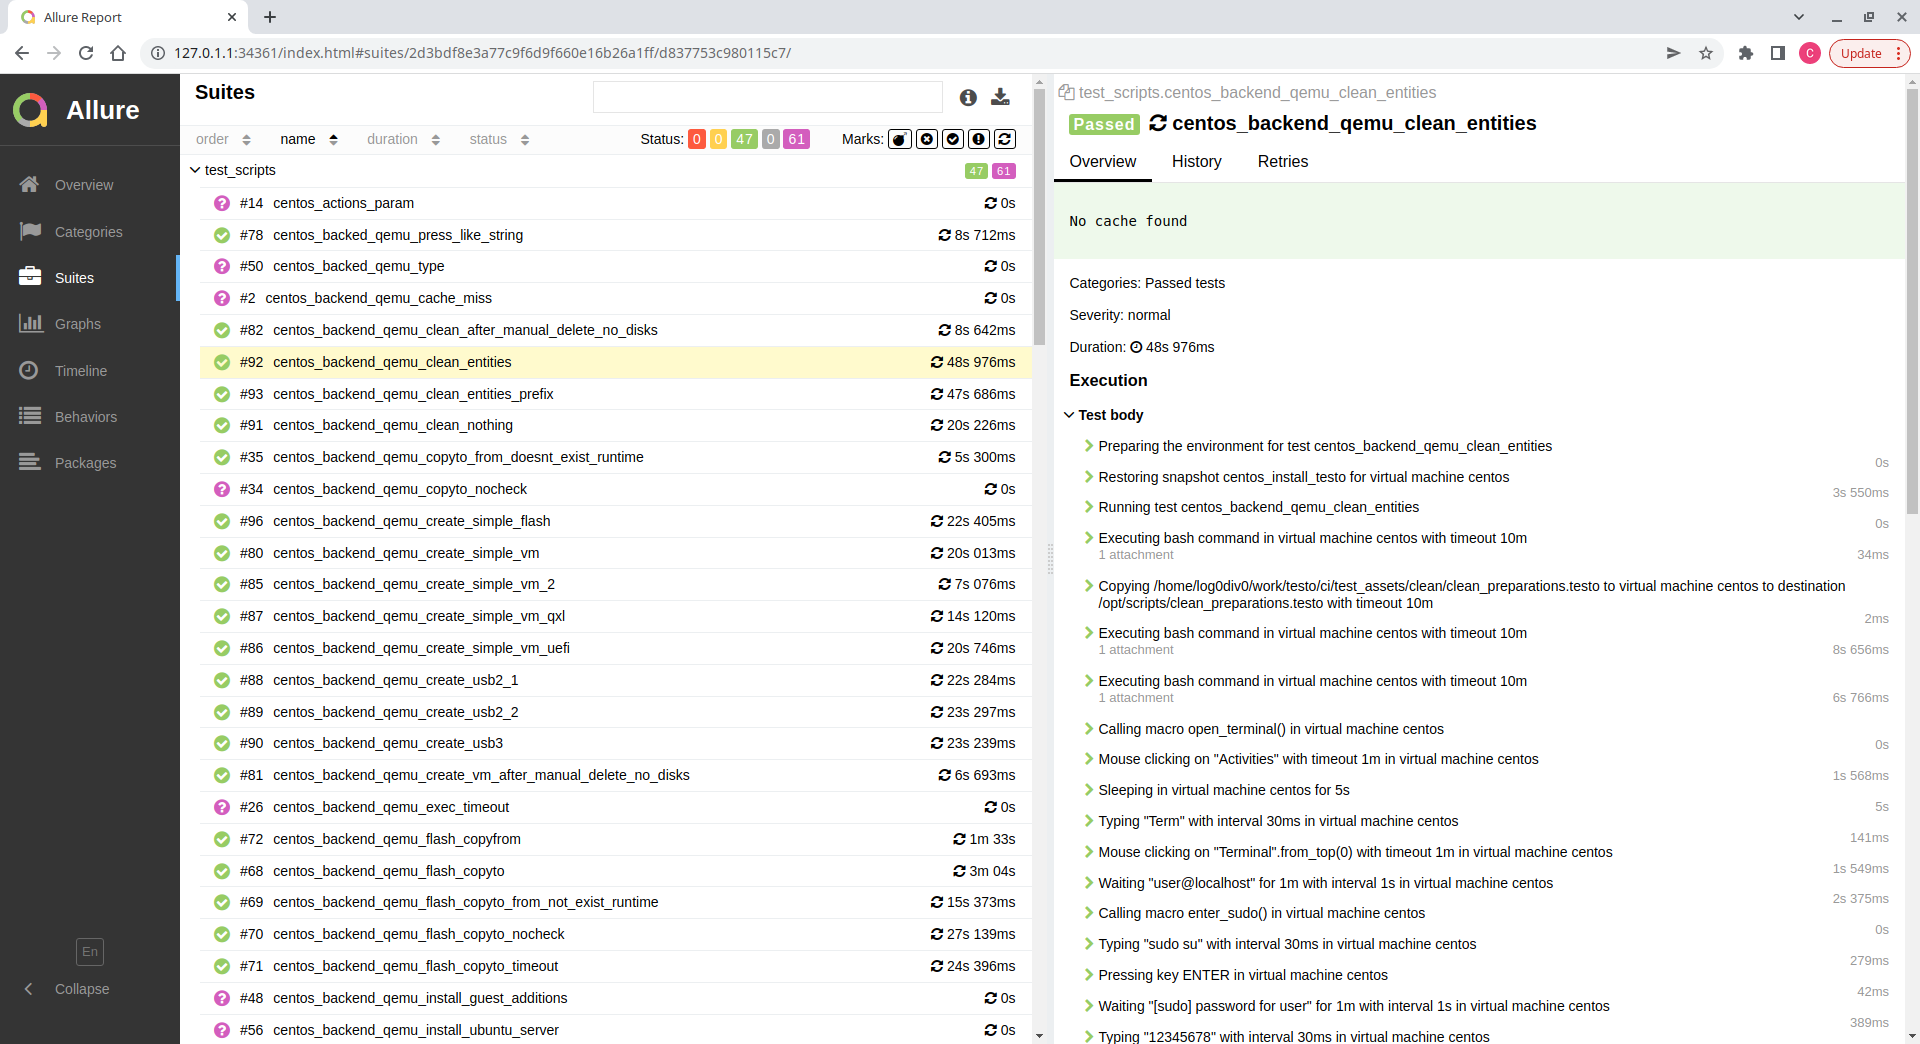 Allure Report
127.0.1.1:34361/index.html#suites/2d3bdf8e3a77c9f6d9f660e16b26a1ff/d837753c980115c7/
C
Update
Allure
Overview
Categories
Suites
Graphs
Timeline
Behaviors
Packages
En
Collapse
Suites
order name duration status Status: 0 0 47 0 61 Marks:
test_scripts 47 61
#14 centos_actions_param 0s
#78 centos_backed_qemu_press_like_string 8s 712ms
#50 centos_backed_qemu_type 0s
#2 centos_backend_qemu_cache_miss 0s
#82 centos_backend_qemu_clean_after_manual_delete_no_disks 8s 642ms
#92 centos_backend_qemu_clean_entities 48s 976ms
#93 centos_backend_qemu_clean_entities_prefix 47s 686ms
#91 centos_backend_qemu_clean_nothing 20s 226ms
#35 centos_backend_qemu_copyto_from_doesnt_exist_runtime 5s 300ms
#34 centos_backend_qemu_copyto_nocheck 0s
#96 centos_backend_qemu_create_simple_flash 22s 405ms
#80 centos_backend_qemu_create_simple_vm 20s 013ms
#85 centos_backend_qemu_create_simple_vm_2 7s 076ms
#87 centos_backend_qemu_create_simple_vm_qxl 14s 120ms
#86 centos_backend_qemu_create_simple_vm_uefi 20s 746ms
#88 centos_backend_qemu_create_usb2_1 22s 284ms
#89 centos_backend_qemu_create_usb2_2 23s 297ms
#90 centos_backend_qemu_create_usb3 23s 239ms
#81 centos_backend_qemu_create_vm_after_manual_delete_no_disks 6s 693ms
#26 centos_backend_qemu_exec_timeout 0s
#72 centos_backend_qemu_flash_copyfrom 1m 33s
#68 centos_backend_qemu_flash_copyto 3m 04s
#69 centos_backend_qemu_flash_copyto_from_not_exist_runtime 15s 373ms
#70 centos_backend_qemu_flash_copyto_nocheck 27s 139ms
#71 centos_backend_qemu_flash_copyto_timeout 24s 396ms
#48 centos_backend_qemu_install_guest_additions 0s
#56 centos_backend_qemu_install_ubuntu_server 0s
test_scripts.centos_backend_qemu_clean_entities
Passed centos_backend_qemu_clean_entities
Overview History Retries
No cache found
Categories: Passed tests
Severity: normal
Duration: 48s 976ms
Execution
Test body
Preparing the environment for test centos_backend_qemu_clean_entities
0s
Restoring snapshot centos_install_testo for virtual machine centos
3s 550ms
Running test centos_backend_qemu_clean_entities
0s
Executing bash command in virtual machine centos with timeout 10m
1 attachment 34ms
Copying /home/log0div0/work/testo/ci/test_assets/clean/clean_preparations.testo to virtual machine centos to destination
/opt/scripts/clean_preparations.testo with timeout 10m
2ms
Executing bash command in virtual machine centos with timeout 10m
1 attachment 8s 656ms
Executing bash command in virtual machine centos with timeout 10m
1 attachment 6s 766ms
Calling macro open_terminal() in virtual machine centos
0s
Mouse clicking on "Activities" with timeout 1m in virtual machine centos
1s 568ms
Sleeping in virtual machine centos for 5s
5s
Typing "Term" with interval 30ms in virtual machine centos
141ms
Mouse clicking on "Terminal".from_top(0) with timeout 1m in virtual machine centos
1s 549ms
Waiting "user@localhost" for 1m with interval 1s in virtual machine centos
2s 375ms
Calling macro enter_sudo() in virtual machine centos
0s
Typing "sudo su" with interval 30ms in virtual machine centos
279ms
Pressing key ENTER in virtual machine centos
42ms
Waiting "[sudo] password for user" for 1m with interval 1s in virtual machine centos
389ms
Typing "12345678" with interval 30ms in virtual machine centos